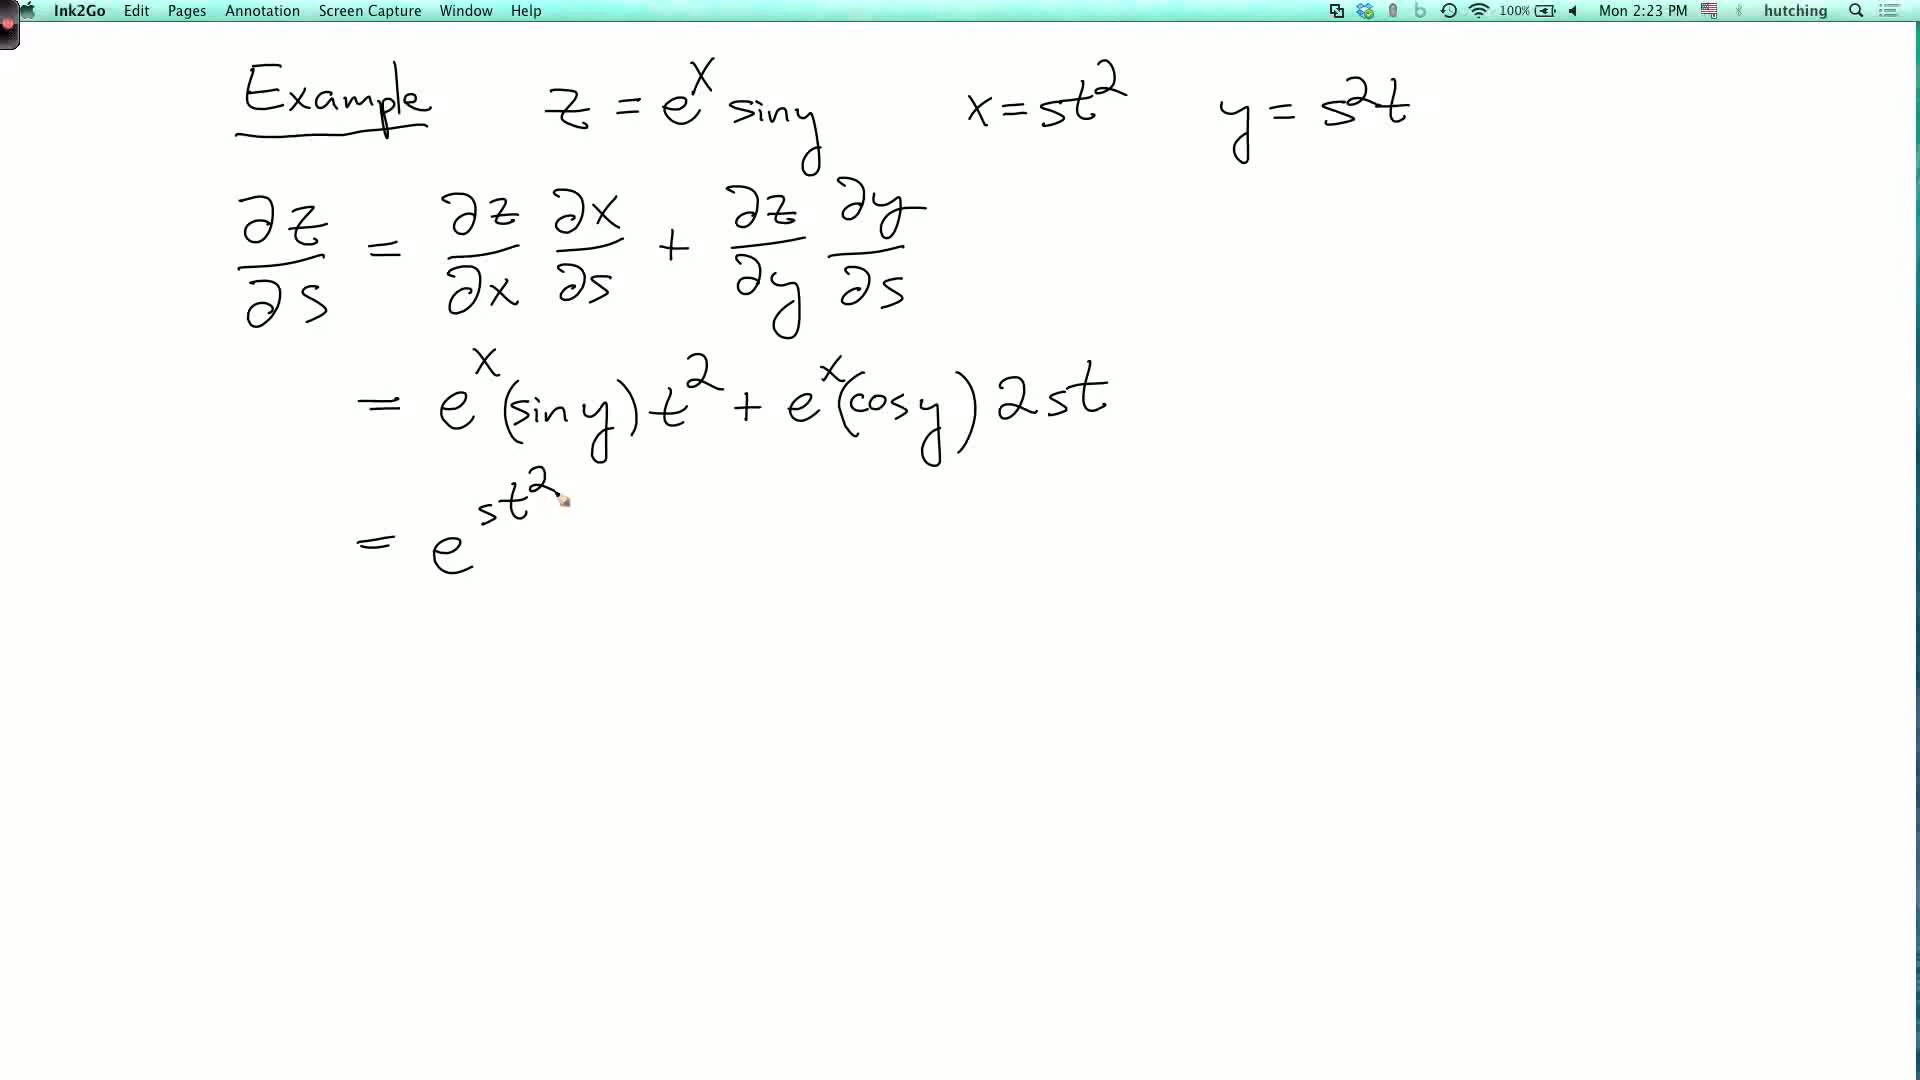 Ink2Go Edit Pages Annotation Screen Capture Window Help 100% Mon 2:23 PM hutching
Example z = e^x sin y x = st^2 y = s^2t
∂z/∂s = ∂z/∂x ∂x/∂s + ∂z/∂y ∂y/∂s
= e^x (sin y) t^2 + e^x (cos y) 2st
= e^{st^2}